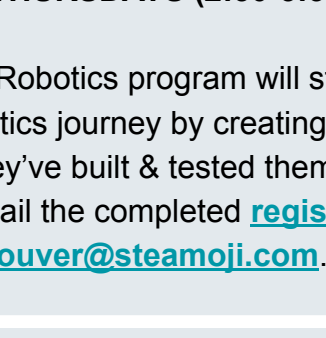 Robotics program will s
tics journey by creating
ey've built & tested them
ail the completed regis
ouver@steamoji.com.